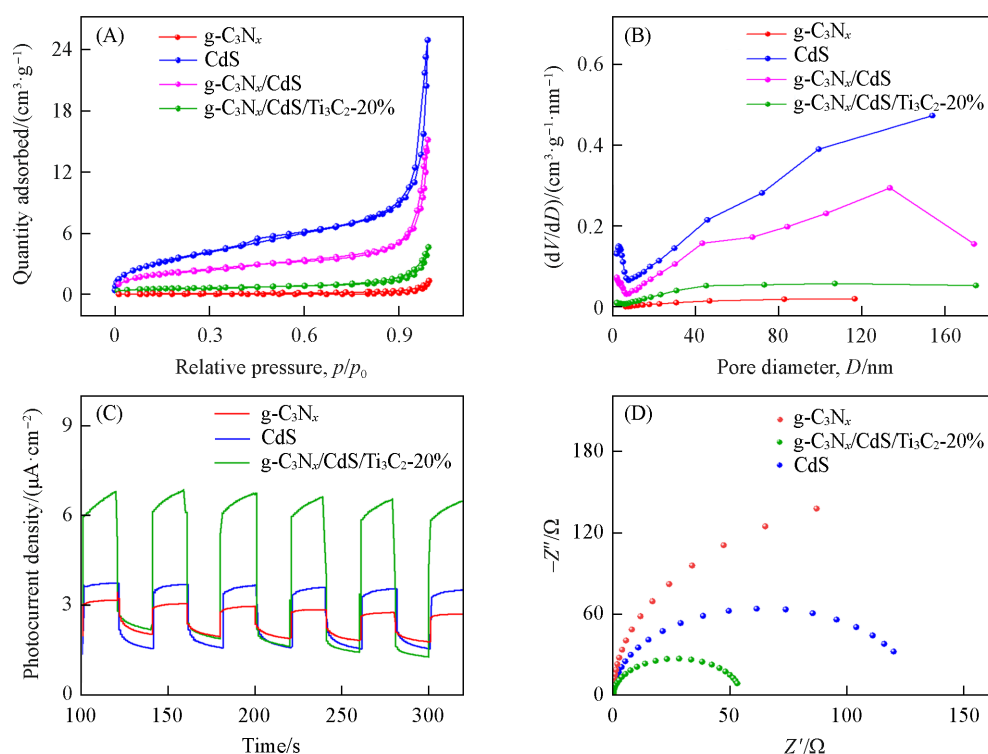 (A)
g-C₃Nₓ
CdS
g-C₃Nₓ/CdS
g-C₃Nₓ/CdS/Ti₃C₂-20%
Quantity adsorbed/(cm³·g⁻¹)
24
18
12
6
0
0 0.3 0.6 0.9
Relative pressure, p/p₀
(B)
g-C₃Nₓ
CdS
g-C₃Nₓ/CdS
g-C₃Nₓ/CdS/Ti₃C₂-20%
(dV/dD)/(cm³·g⁻¹·nm⁻¹)
0.6
0.4
0.2
0
0 40 80 120 160
Pore diameter, D/nm
(C)
g-C₃Nₓ
CdS
g-C₃Nₓ/CdS/Ti₃C₂-20%
Photocurrent density/(μA·cm⁻²)
9
6
3
0
100 150 200 250 300
Time/s
(D)
g-C₃Nₓ
g-C₃Nₓ/CdS/Ti₃C₂-20%
CdS
−Z″/Ω
180
120
60
0
0 50 100 150
Z′/Ω